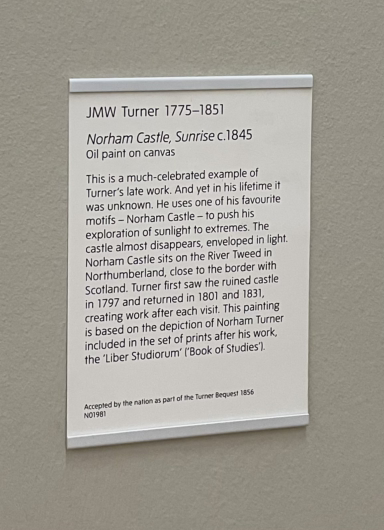 JMW Turner 1775–1851
Norham Castle, Sunrise c.1845
Oil paint on canvas
This is a much-celebrated example of
Turner's late work. And yet in his lifetime it
was unknown. He uses one of his favourite
motifs – Norham Castle – to push his
exploration of sunlight to extremes. The
castle almost disappears, enveloped in light.
Norham Castle sits on the River Tweed in
Northumberland, close to the border with
Scotland. Turner first saw the ruined castle
in 1797 and returned in 1801 and 1831,
creating work after each visit. This painting
is based on the depiction of Norham Turner
included in the set of prints after his work,
the 'Liber Studiorum' ('Book of Studies').
Accepted by the nation as part of the Turner Bequest 1856
N01981